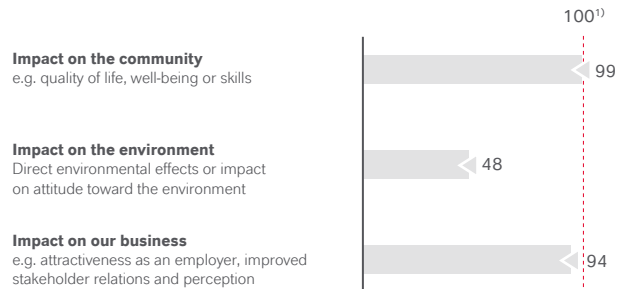 100¹⁾
Impact on the community
e.g. quality of life, well-being or skills
99
Impact on the environment
Direct environmental effects or impact
on attitude toward the environment
48
Impact on our business
e.g. attractiveness as an employer, improved
stakeholder relations and perception
94